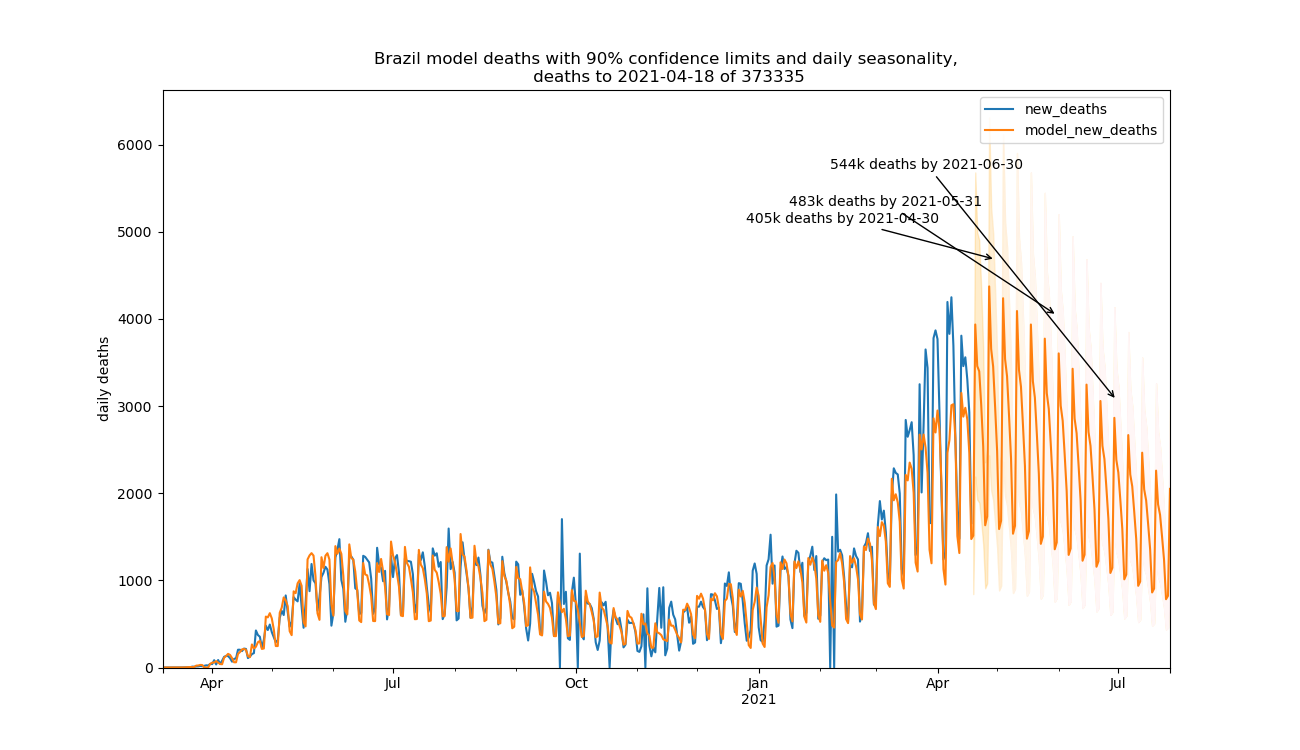 Brazil model deaths with 90% confidence limits and daily seasonality,
deaths to 2021-04-18 of 373335
new_deaths
model_new_deaths
544k deaths by 2021-06-30
483k deaths by 2021-05-31
405k deaths by 2021-04-30
daily deaths
6000
5000
4000
3000
2000
1000
0
Apr
Jul
Oct
Jan
2021
Apr
Jul